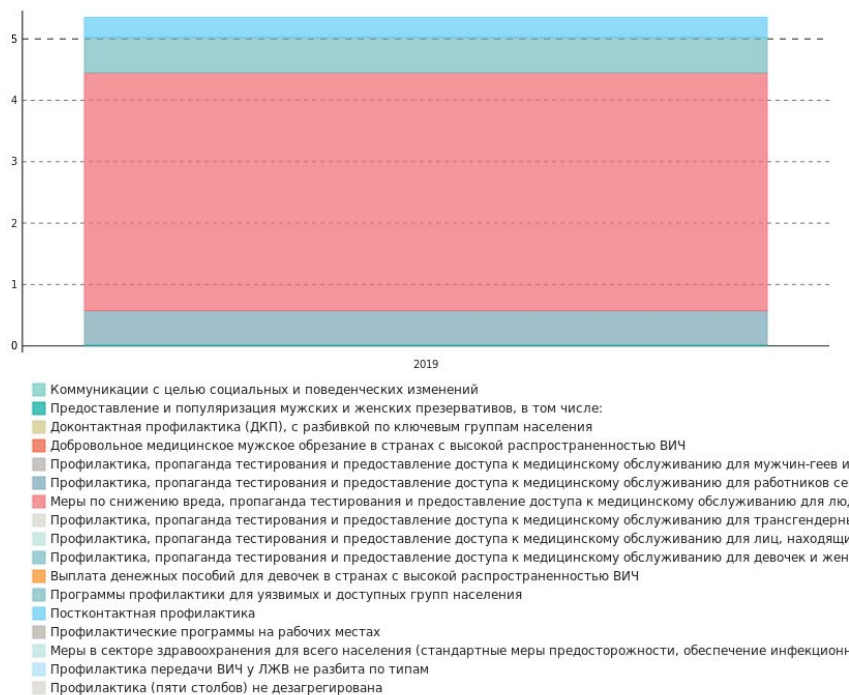 5
4
3
2
1
0
2019
Коммуникации с целью социальных и поведенческих изменений
Предоставление и популяризация мужских и женских презервативов, в том числе:
Доконтактная профилактика (ДКП), с разбивкой по ключевым группам населения
Добровольное медицинское мужское обрезание в странах с высокой распространенностью ВИЧ
Профилактика, пропаганда тестирования и предоставление доступа к медицинскому обслуживанию для мужчин-геев и
Профилактика, пропаганда тестирования и предоставление доступа к медицинскому обслуживанию для работников се
Меры по снижению вреда, пропаганда тестирования и предоставление доступа к медицинскому обслуживанию для лю
Профилактика, пропаганда тестирования и предоставление доступа к медицинскому обслуживанию для трансгендерн
Профилактика, пропаганда тестирования и предоставление доступа к медицинскому обслуживанию для лиц, находящи
Профилактика, пропаганда тестирования и предоставление доступа к медицинскому обслуживанию для девочек и жен
Выплата денежных пособий для девочек в странах с высокой распространенностью ВИЧ
Программы профилактики для уязвимых и доступных групп населения
Постконтактная профилактика
Профилактические программы на рабочих местах
Меры в секторе здравоохранения для всего населения (стандартные меры предосторожности, обеспечение инфекционн
Профилактика передачи ВИЧ у ЛЖВ не разбита по типам
Профилактика (пяти столбов) не дезагрегирована